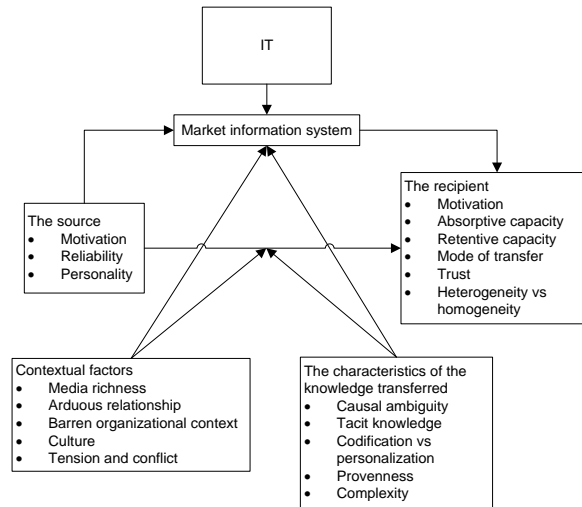 IT
Market information system
The source
• Motivation
• Reliability
• Personality
The recipient
• Motivation
• Absorptive capacity
• Retentive capacity
• Mode of transfer
• Trust
• Heterogeneity vs
homogeneity
Contextual factors
• Media richness
• Arduous relationship
• Barren organizational context
• Culture
• Tension and conflict
The characteristics of the
knowledge transferred
• Causal ambiguity
• Tacit knowledge
• Codification vs
personalization
• Provenness
• Complexity